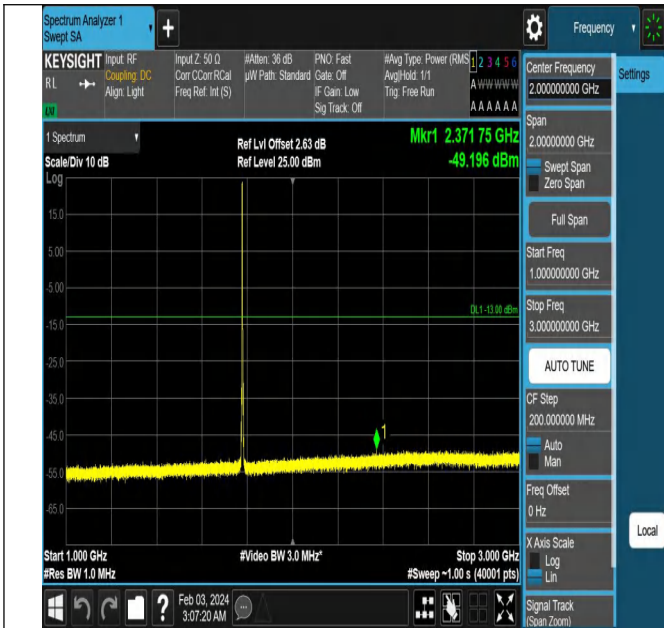 Spectrum Analyzer 1
Swept SA
Frequency
KEYSIGHT
RL
LXI
Input: RF
Coupling: DC
Align: Light
Input Z: 50 Ω
Corr CCorr RCal
Freq Ref: Int (S)
#Atten: 36 dB
µW Path: Standard
PNO: Fast
Gate: Off
IF Gain: Low
Sig Track: Off
#Avg Type: Power (RMS
Avg|Hold: 1/1
Trig: Free Run
1 2 3 4 5 6
A W W W W W
A A A A A A
1 Spectrum
Scale/Div 10 dB
Log
Ref Lvl Offset 2.63 dB
Ref Level 25.00 dBm
Mkr1 2.371 75 GHz
-49.196 dBm
15.0
5.00
-5.00
-15.0
-25.0
-35.0
-45.0
-55.0
-65.0
DL1 -13.00 dBm
1
Start 1.000 GHz
#Res BW 1.0 MHz
#Video BW 3.0 MHz*
Stop 3.000 GHz
#Sweep ~1.00 s (40001 pts)
Center Frequency
2.00000000 GHz
Settings
Span
2.00000000 GHz
Swept Span
Zero Span
Full Span
Start Freq
1.000000000 GHz
Stop Freq
3.000000000 GHz
AUTO TUNE
CF Step
200.000000 MHz
Auto
Man
Freq Offset
0 Hz
X Axis Scale
Log
Lin
Local
Signal Track
(Span Zoom)
?
Feb 03, 2024
3:07:20 AM